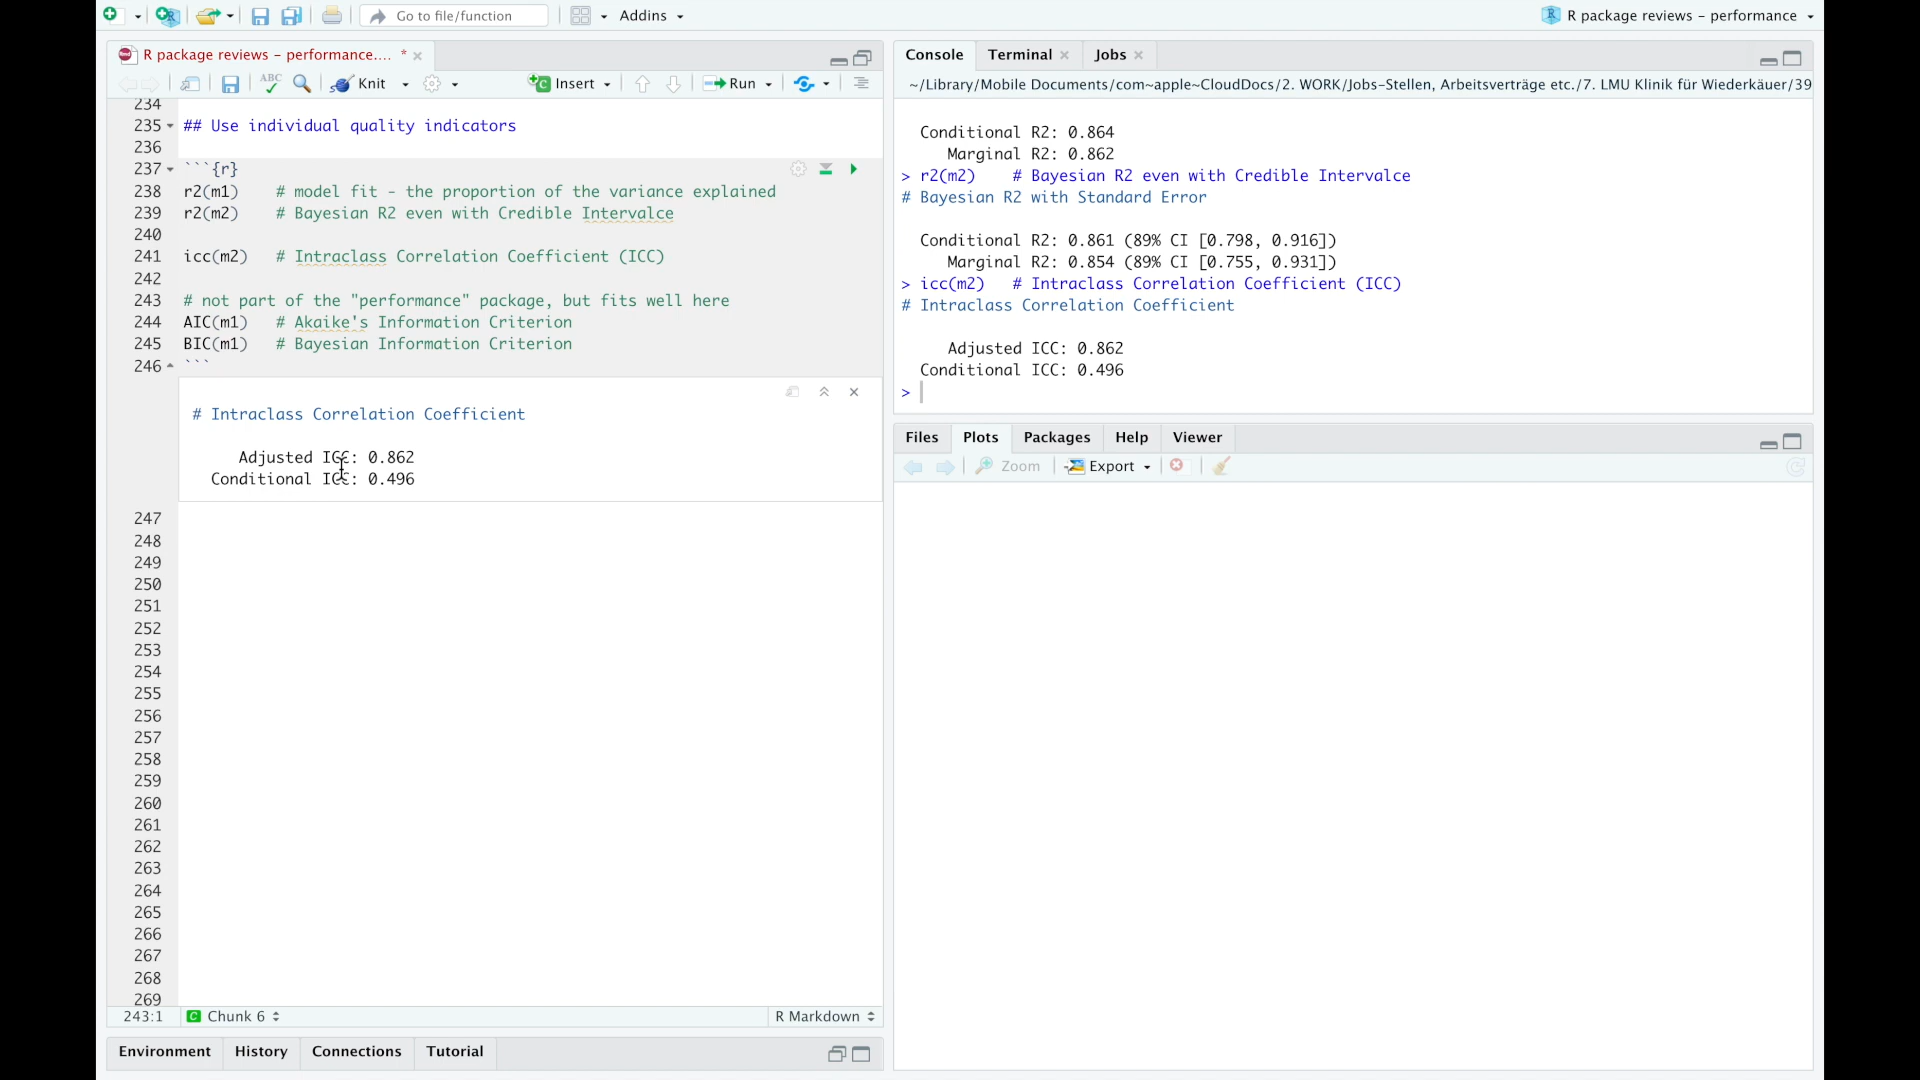 Go to file/function
Addins
R package reviews – performance
R package reviews – performance.... *
ABC
Knit
Insert
Run
234
235 ## Use individual quality indicators
236
237 ```{r}
238 r2(m1)    # model fit - the proportion of the variance explained
239 r2(m2)    # Bayesian R2 even with Credible Intervalce
240
241 icc(m2)   # Intraclass Correlation Coefficient (ICC)
242
243 # not part of the "performance" package, but fits well here
244 AIC(m1)   # Akaike's Information Criterion
245 BIC(m1)   # Bayesian Information Criterion
246 ```
# Intraclass Correlation Coefficient
Adjusted ICC: 0.862
Conditional ICC: 0.496
247
248
249
250
251
252
253
254
255
256
257
258
259
260
261
262
263
264
265
266
267
268
269
243:1 C Chunk 6 R Markdown
Environment History Connections Tutorial
Console Terminal Jobs
~/Library/Mobile Documents/com~apple~CloudDocs/2. WORK/Jobs-Stellen, Arbeitsverträge etc./7. LMU Klinik für Wiederkäuer/39
Conditional R2: 0.864
Marginal R2: 0.862
> r2(m2)    # Bayesian R2 even with Credible Intervalce
# Bayesian R2 with Standard Error
Conditional R2: 0.861 (89% CI [0.798, 0.916])
Marginal R2: 0.854 (89% CI [0.755, 0.931])
> icc(m2)   # Intraclass Correlation Coefficient (ICC)
# Intraclass Correlation Coefficient
Adjusted ICC: 0.862
Conditional ICC: 0.496
>
Files Plots Packages Help Viewer
Zoom Export